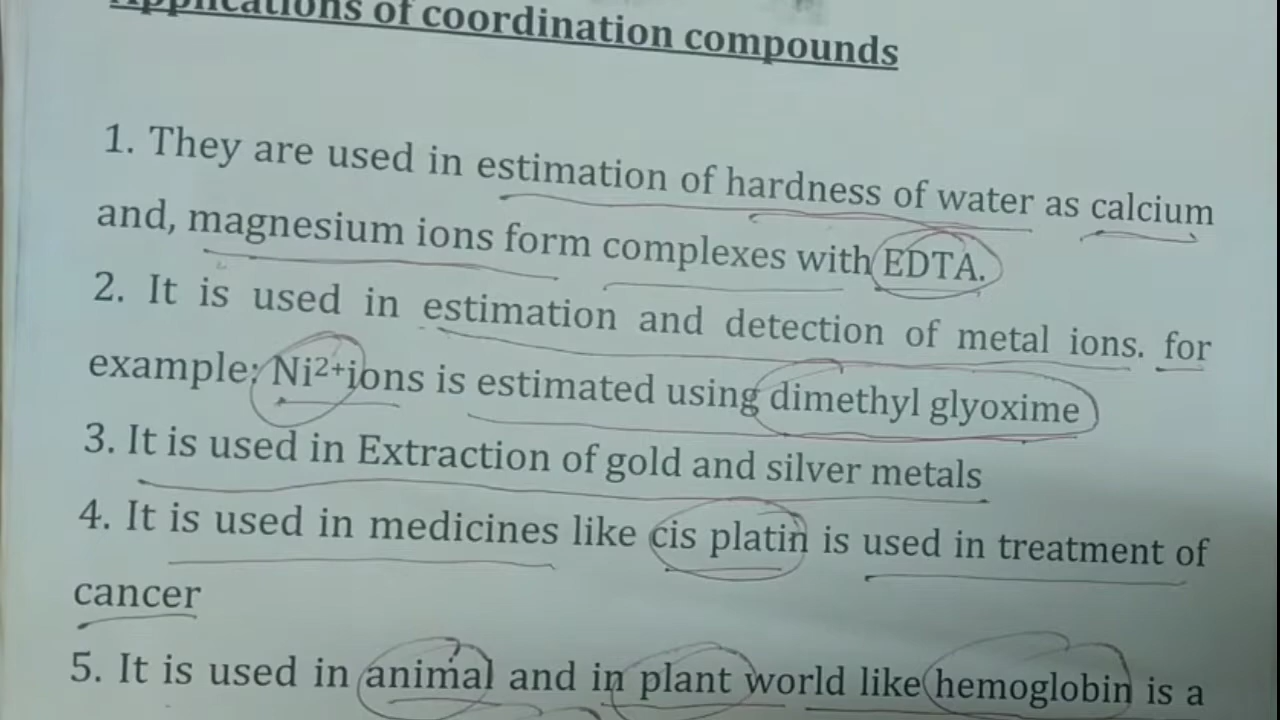 Applications of coordination compounds
1. They are used in estimation of hardness of water as calcium
and, magnesium ions form complexes with EDTA.
2. It is used in estimation and detection of metal ions. for
example; Ni²⁺ions is estimated using dimethyl glyoxime
3. It is used in Extraction of gold and silver metals
4. It is used in medicines like cis platin is used in treatment of
cancer
5. It is used in animal and in plant world like hemoglobin is a